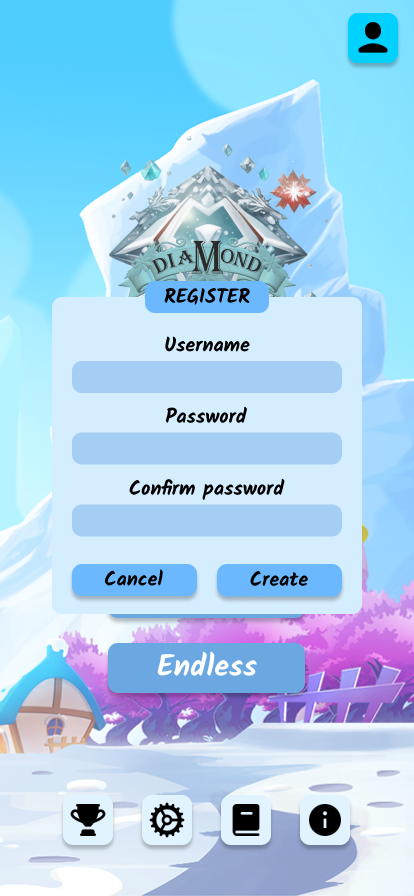 DIAMOND
REGISTER
Username
Password
Confirm password
Cancel Create
Endless